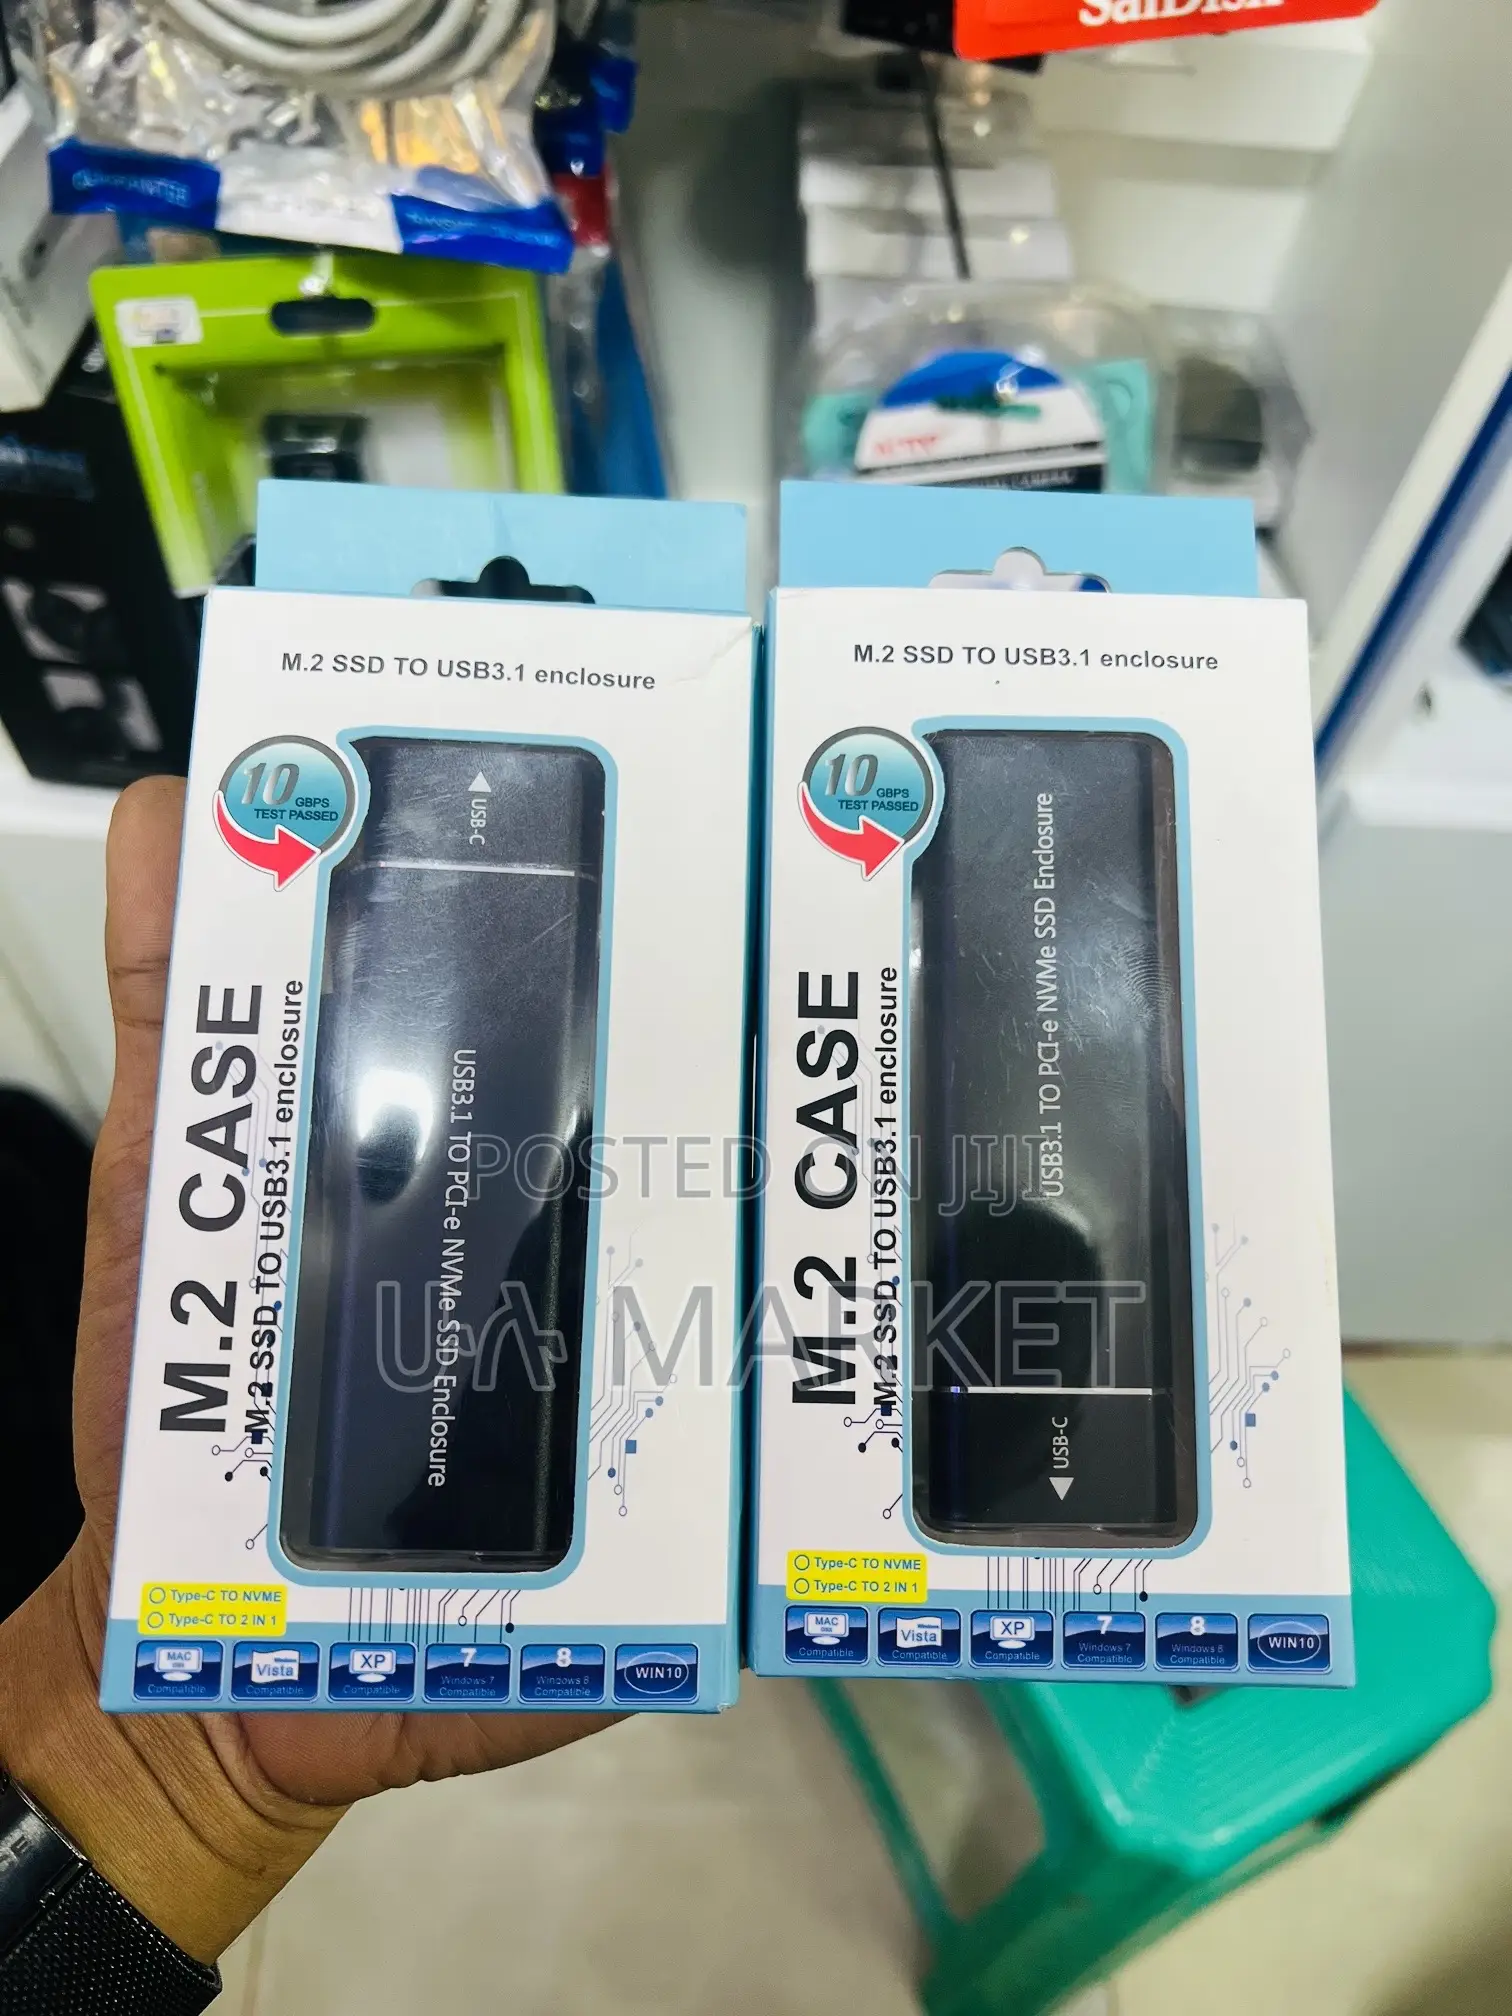 SanDisk
M.2 SSD TO USB3.1 enclosure
10 GBPS
TEST PASSED
USB-C
USB3.1 TO PCI-e NVMe SSD Enclosure
M.2 CASE
M.2 SSD TO USB3.1 enclosure
Type-C TO NVME
Type-C TO 2 IN 1
MAC
Compatible
Windows
Vista
Compatible
XP
Compatible
7
Windows 7
Compatible
8
Windows 8
Compatible
WIN10
M.2 SSD TO USB3.1 enclosure
10 GBPS
TEST PASSED
USB3.1 TO PCI-e NVMe SSD Enclosure
USB-C
M.2 CASE
M.2 SSD TO USB3.1 enclosure
Type-C TO NVME
Type-C TO 2 IN 1
MAC
Compatible
Windows
Vista
Compatible
XP
Compatible
7
Windows 7
Compatible
8
Windows 8
Compatible
WIN10
POSTED ON JIJI
ሁሉ MARKET